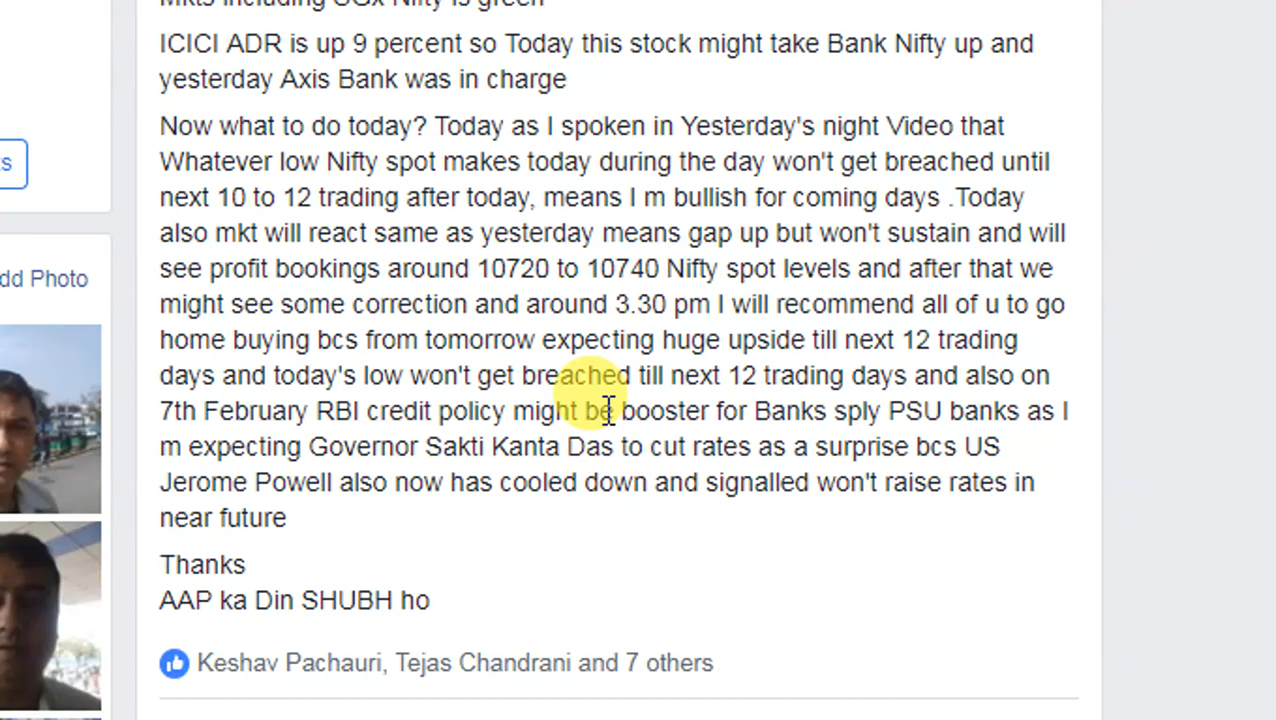 Mkts including SGx Nifty is green
ICICI ADR is up 9 percent so Today this stock might take Bank Nifty up and
yesterday Axis Bank was in charge
Now what to do today? Today as I spoken in Yesterday's night Video that
Whatever low Nifty spot makes today during the day won't get breached until
next 10 to 12 trading after today, means I m bullish for coming days .Today
also mkt will react same as yesterday means gap up but won't sustain and will
see profit bookings around 10720 to 10740 Nifty spot levels and after that we
might see some correction and around 3.30 pm I will recommend all of u to go
home buying bcs from tomorrow expecting huge upside till next 12 trading
days and today's low won't get breached till next 12 trading days and also on
7th February RBI credit policy might be booster for Banks sply PSU banks as I
m expecting Governor Sakti Kanta Das to cut rates as a surprise bcs US
Jerome Powell also now has cooled down and signalled won't raise rates in
near future
Thanks
AAP ka Din SHUBH ho
Keshav Pachauri, Tejas Chandrani and 7 others
dd Photo